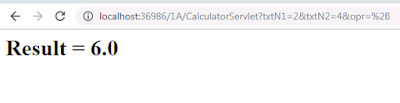 localhost:36986/1A/CalculatorServlet?txtN1=2&txtN2=4&opr=%2B
Result = 6.0